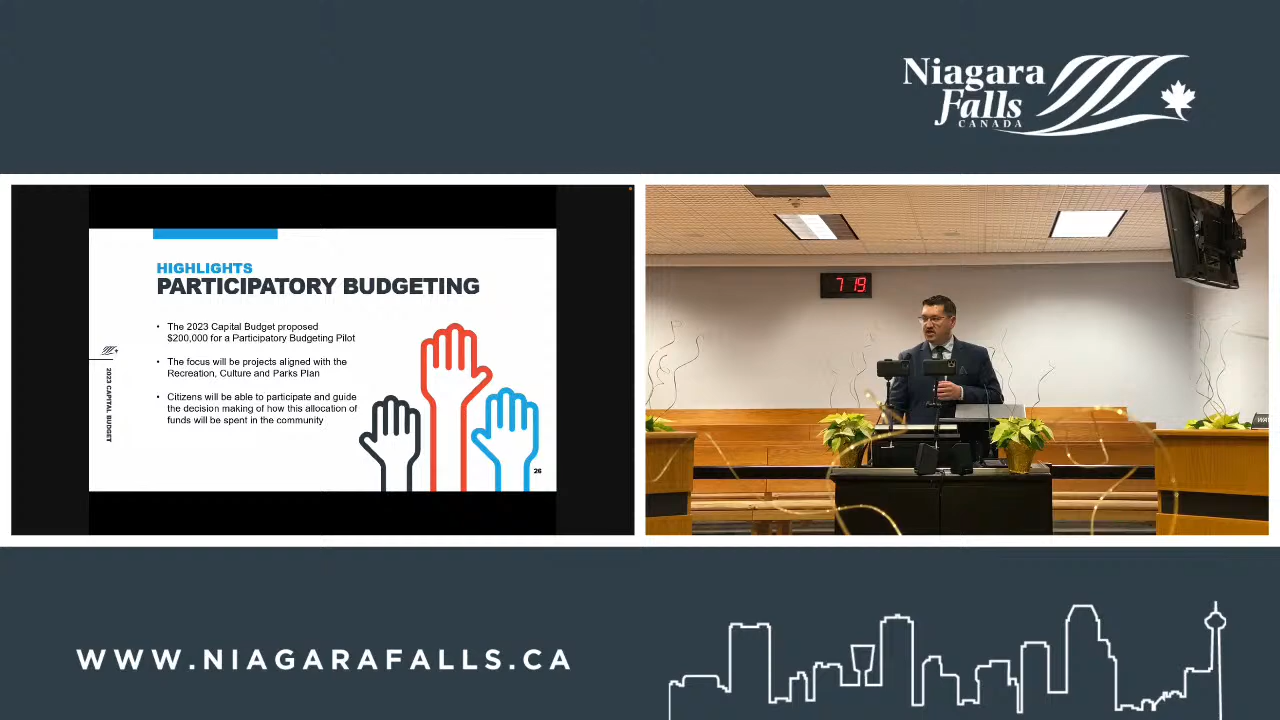 Niagara
Falls
CANADA
HIGHLIGHTS
PARTICIPATORY BUDGETING
• The 2023 Capital Budget proposed
$200,000 for a Participatory Budgeting Pilot
• The focus will be projects aligned with the
Recreation, Culture and Parks Plan
• Citizens will be able to participate and guide
the decision making of how this allocation of
funds will be spent in the community
2023 CAPITAL BUDGET
26
7 19
WWW.NIAGARAFALLS.CA